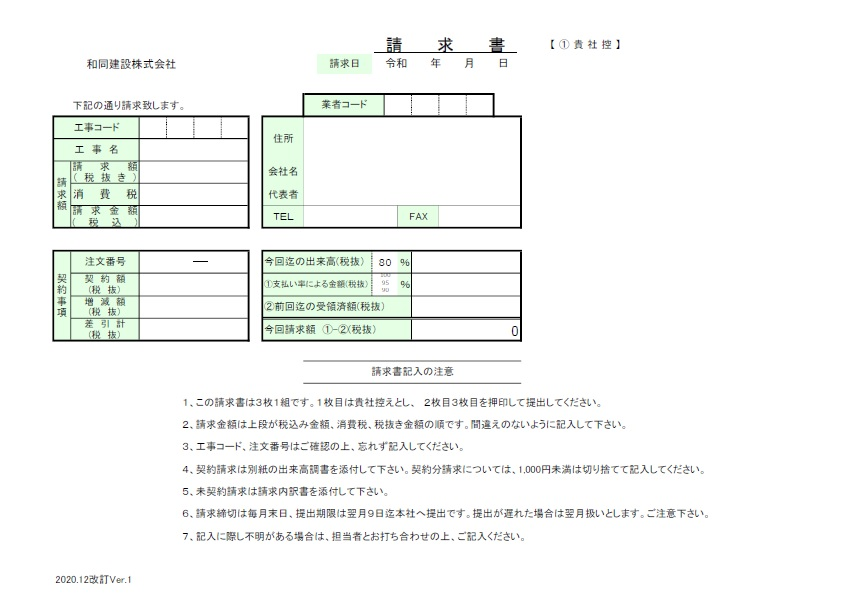 請 求 書
【 ① 貴 社 控 】
和同建設株式会社
請求日 令和 年 月 日
下記の通り請求致します。
業者コード
工事コード
工 事 名
請求額
請 求 額
( 税 抜 き )
消 費 税
請 求 金 額
( 税 込 )
住所
会社名
代表者
TEL
FAX
契約事項
注文番号 ―
契 約 額
(税 抜)
増 減 額
(税 抜)
差 引 計
(税 抜)
今回迄の出来高(税抜) 80 %
①支払い率による金額(税抜) 100 95 90 %
②前回迄の受領済額(税抜)
今回請求額 ①-②(税抜) 0
請求書記入の注意
1、この請求書は3枚1組です。1枚目は貴社控えとし、 2枚目3枚目を押印して提出してください。
2、請求金額は上段が税込み金額、消費税、税抜き金額の順です。間違えのないように記入して下さい。
3、工事コード、注文番号はご確認の上、忘れず記入してください。
4、契約請求は別紙の出来高調書を添付して下さい。契約分請求については、1,000円未満は切り捨てて記入してください。
5、未契約請求は請求内訳書を添付して下さい。
6、請求締切は毎月末日、提出期限は翌月9日迄本社へ提出です。提出が遅れた場合は翌月扱いとします。ご注意下さい。
7、記入に際し不明がある場合は、担当者とお打ち合わせの上、ご記入ください。
2020.12改訂Ver.1